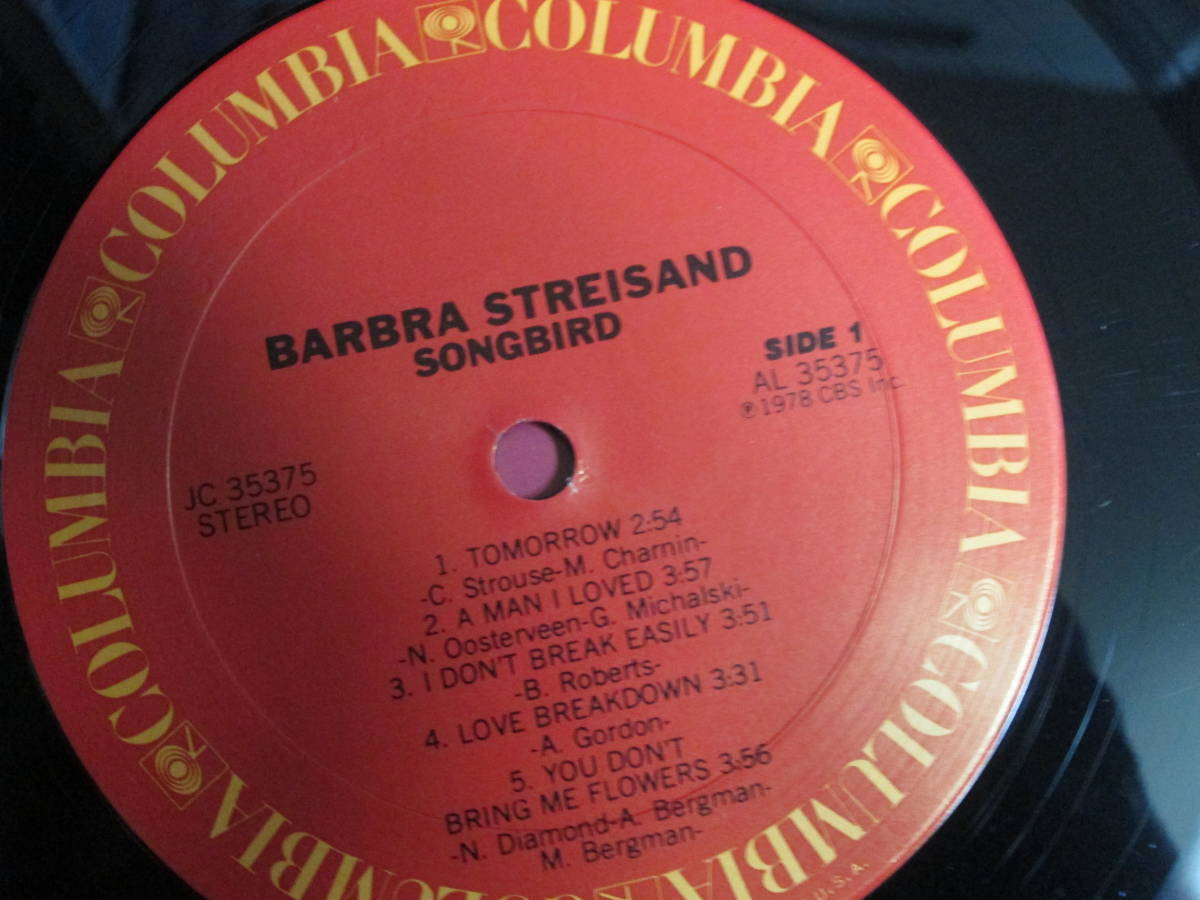 COLUMBIA COLUMBIA COLUMBIA COLUMBIA COLUMBIA COLUMBIA COLUMBIA
BARBRA STREISAND
SONGBIRD
SIDE 1
AL 35375
℗ 1978 CBS Inc.
JC 35375
STEREO
1. TOMORROW 2:54
-C. Strouse-M. Charnin-
2. A MAN I LOVED 3:57
-N. Oosterveen-G. Michalski-
3. I DON'T BREAK EASILY 3:51
-B. Roberts-
4. LOVE BREAKDOWN 3:31
-A. Gordon-
5. YOU DON'T
BRING ME FLOWERS 3:56
-N. Diamond-A. Bergman-
M. Bergman-
U.S.A.